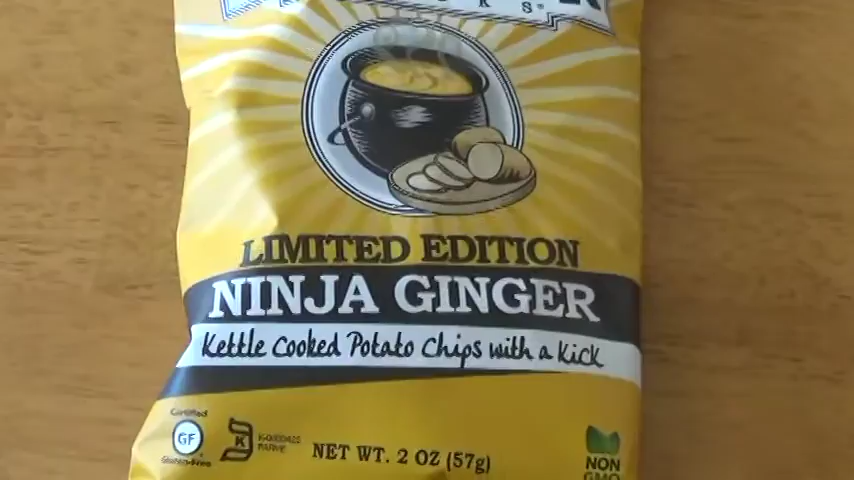 LIMITED EDITION
NINJA GINGER
Kettle Cooked Potato Chips with a Kick
Certified
GF
Gluten-Free
K
PARVE
NET WT. 2 OZ (57g)
NON
GMO